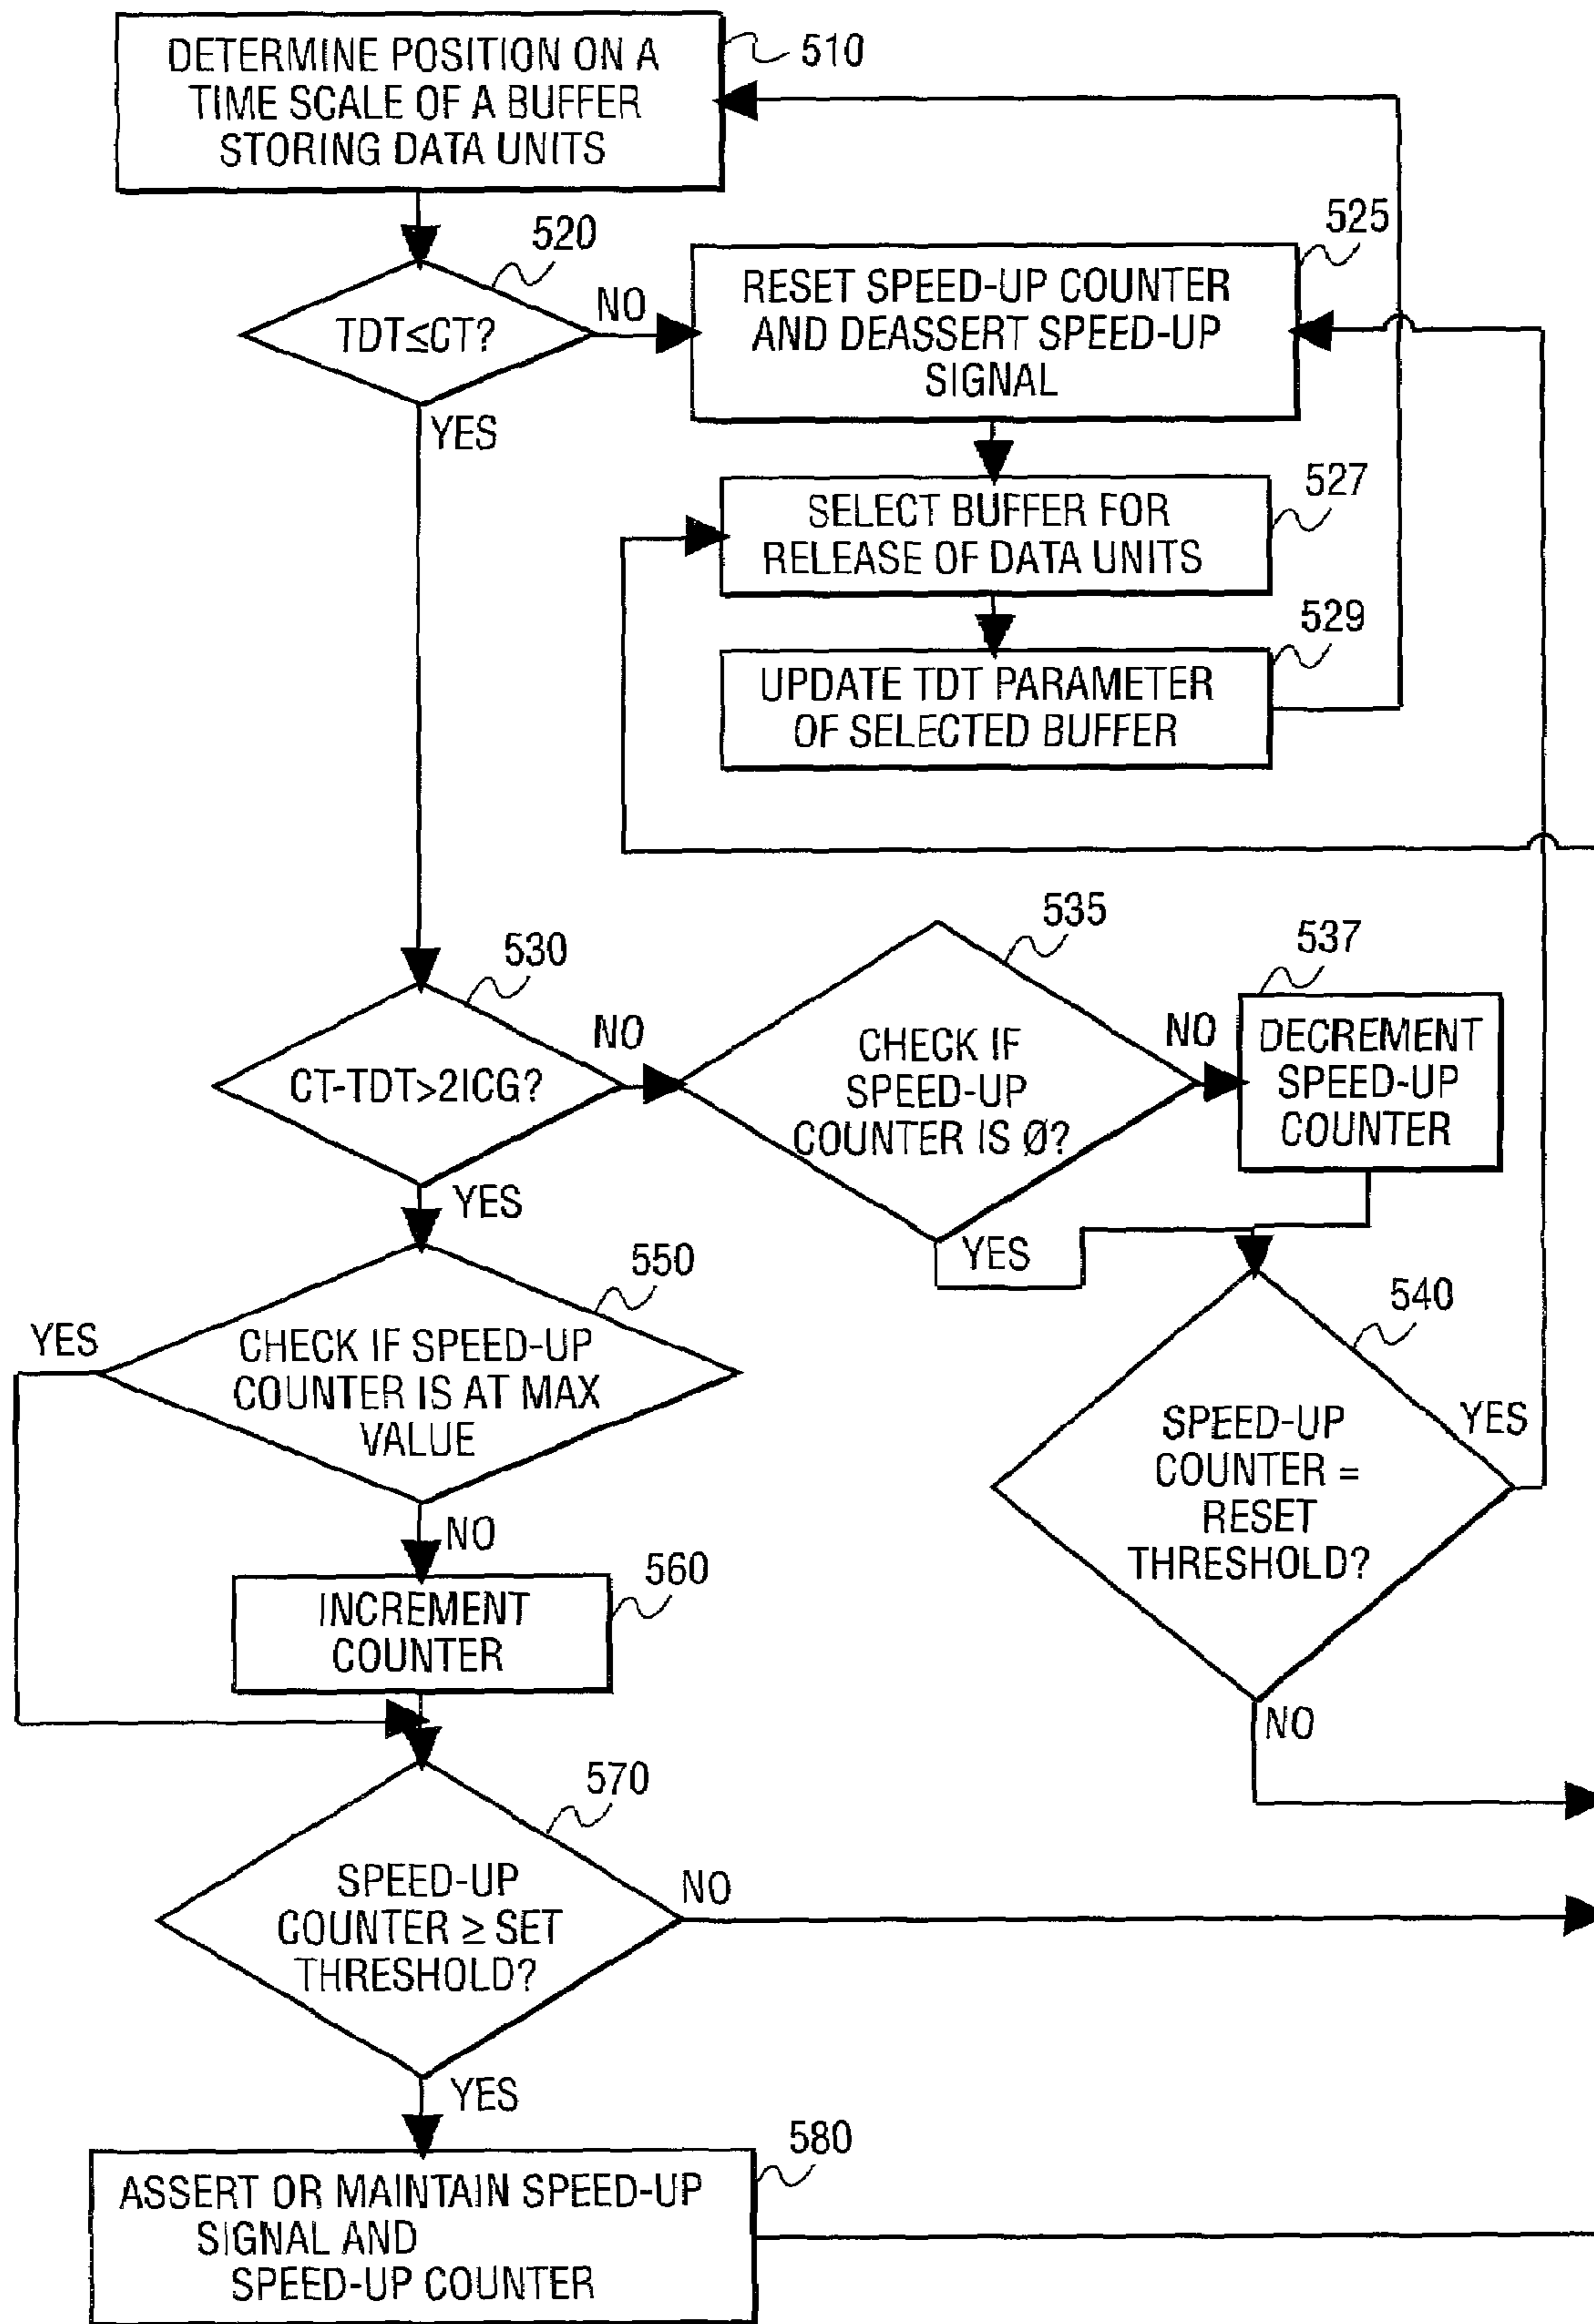 DETERMINE POSITION ON A
TIME SCALE OF A BUFFER
STORING DATA UNITS
510
520
TDT≤CT?
NO
YES
525
RESET SPEED-UP COUNTER
AND DEASSERT SPEED-UP
SIGNAL
527
SELECT BUFFER FOR
RELEASE OF DATA UNITS
529
UPDATE TDT PARAMETER
OF SELECTED BUFFER
530
CT-TDT>2ICG?
NO
YES
535
CHECK IF
SPEED-UP
COUNTER IS Ø?
NO
YES
537
DECREMENT
SPEED-UP
COUNTER
540
SPEED-UP
COUNTER =
RESET
THRESHOLD?
YES
NO
550
CHECK IF SPEED-UP
COUNTER IS AT MAX
VALUE
YES
NO
560
INCREMENT
COUNTER
570
SPEED-UP
COUNTER ≥ SET
THRESHOLD?
NO
YES
580
ASSERT OR MAINTAIN SPEED-UP
SIGNAL AND
SPEED-UP COUNTER